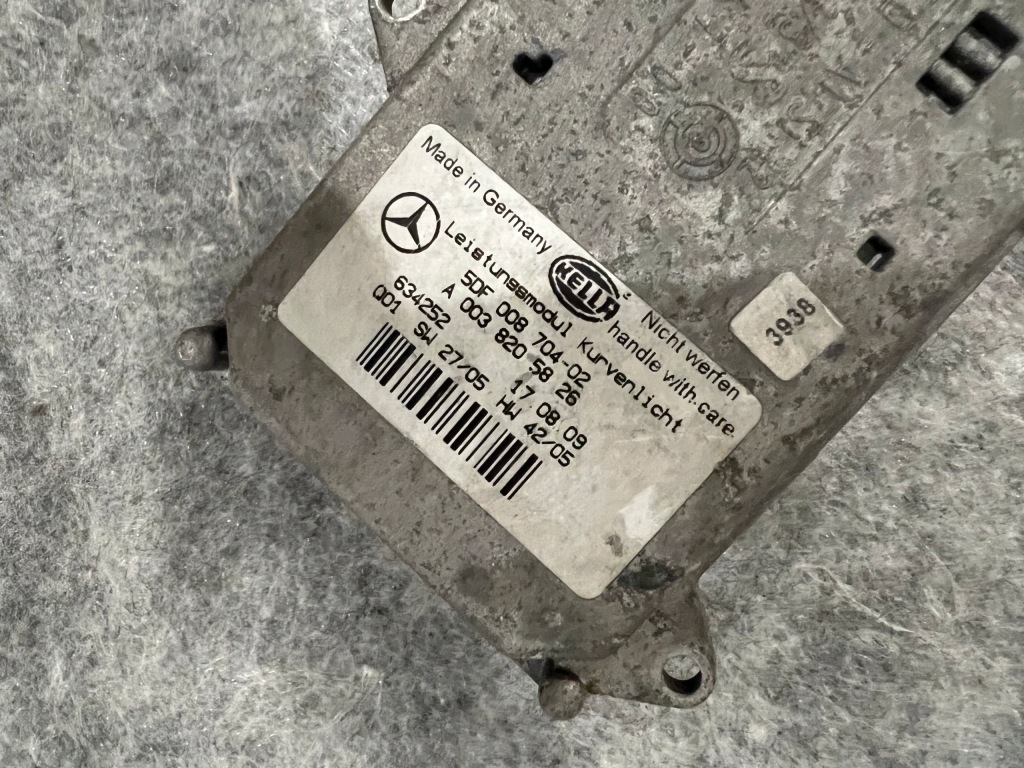 Made in Germany
HELLA
Nicht werfen
handle with care.
Leistungsmodul Kurvenlicht
5DF 008 704-02
A 003 820 58 26
634252 17.08.09
QD1 SW 27/05 HW 42/05
3938